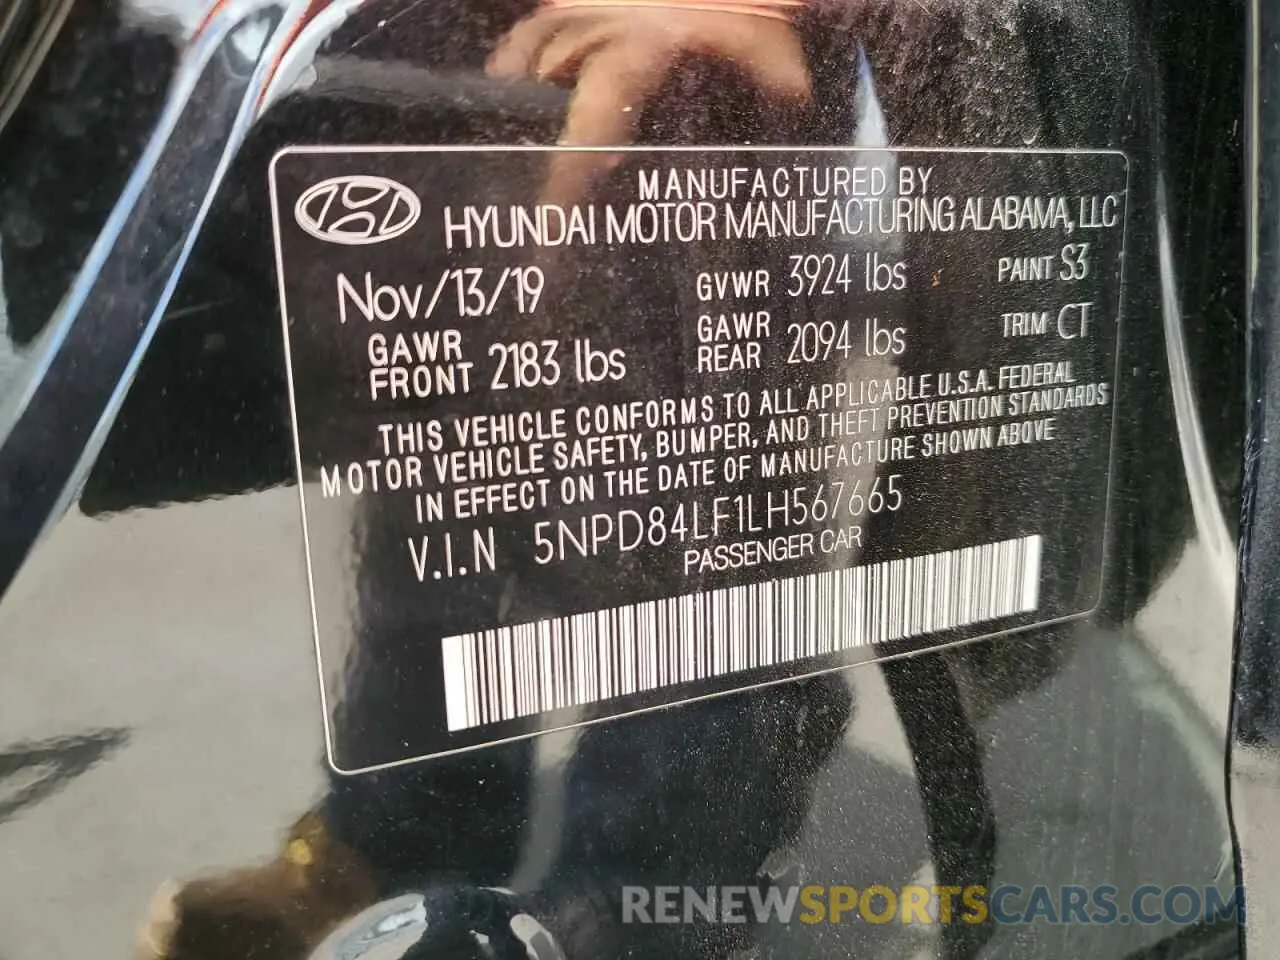 MANUFACTURED BY
HYUNDAI MOTOR MANUFACTURING ALABAMA, LLC
Nov/13/19 GVWR 3924 lbs PAINT S3
GAWR FRONT 2183 lbs GAWR REAR 2094 lbs TRIM CT
THIS VEHICLE CONFORMS TO ALL APPLICABLE U.S.A. FEDERAL
MOTOR VEHICLE SAFETY, BUMPER, AND THEFT PREVENTION STANDARDS
IN EFFECT ON THE DATE OF MANUFACTURE SHOWN ABOVE
V.I.N 5NPD84LF1LH567665
PASSENGER CAR
RENEWSPORTSCARS.COM